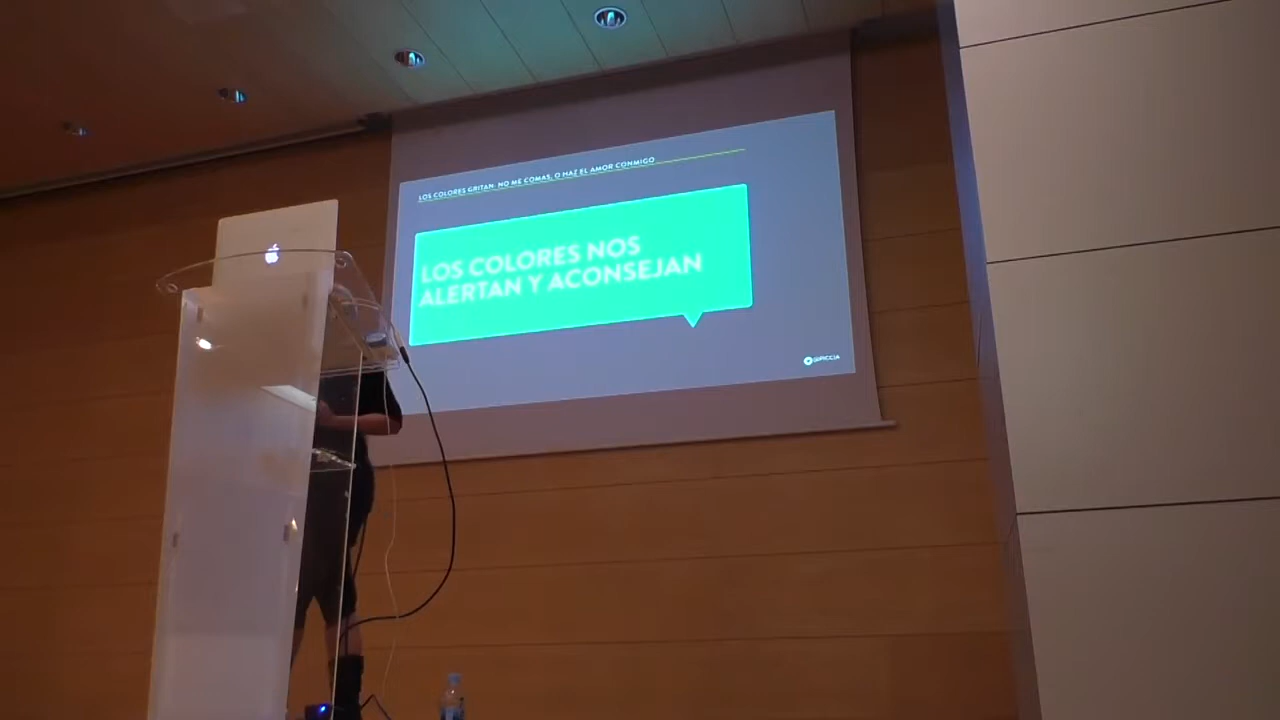 LOS COLORES GRITAN: NO ME COMAS, O HAZ EL AMOR CONMIGO
LOS COLORES NOS
ALERTAN Y ACONSEJAN